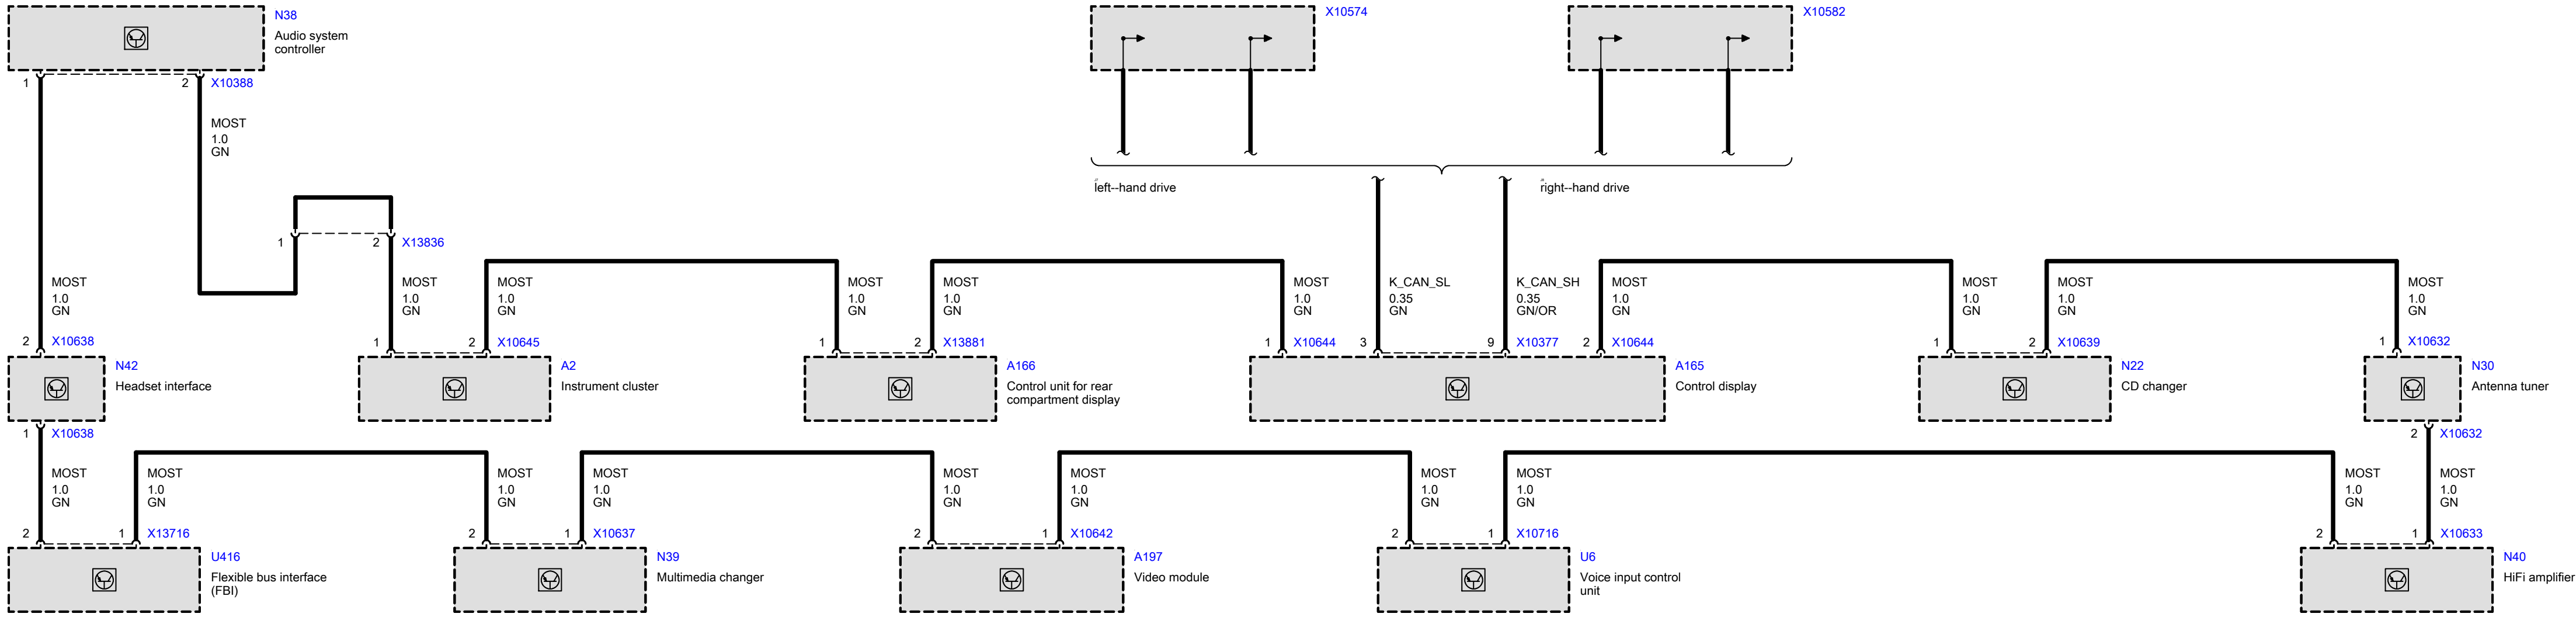 N38
Audio system
controller
X10574
X10582
1
2
X10388
MOST
1.0
GN
left--hand drive
right--hand drive
1
2
X13836
MOST
1.0
GN
MOST
1.0
GN
MOST
1.0
GN
MOST
1.0
GN
MOST
1.0
GN
MOST
1.0
GN
K_CAN_SL
0.35
GN
K_CAN_SH
0.35
GN/OR
MOST
1.0
GN
MOST
1.0
GN
MOST
1.0
GN
MOST
1.0
GN
2
X10638
1
2
X10645
1
2
X13881
1
X10644
3
9
X10377
2
X10644
1
2
X10639
1
X10632
N42
Headset interface
A2
Instrument cluster
A166
Control unit for rear
compartment display
A165
Control display
N22
CD changer
N30
Antenna tuner
1
X10638
2
X10632
MOST
1.0
GN
MOST
1.0
GN
MOST
1.0
GN
MOST
1.0
GN
MOST
1.0
GN
MOST
1.0
GN
MOST
1.0
GN
MOST
1.0
GN
MOST
1.0
GN
MOST
1.0
GN
2
1
X13716
2
1
X10637
2
1
X10642
2
1
X10716
2
1
X10633
U416
Flexible bus interface
(FBI)
N39
Multimedia changer
A197
Video module
U6
Voice input control
unit
N40
HiFi amplifier